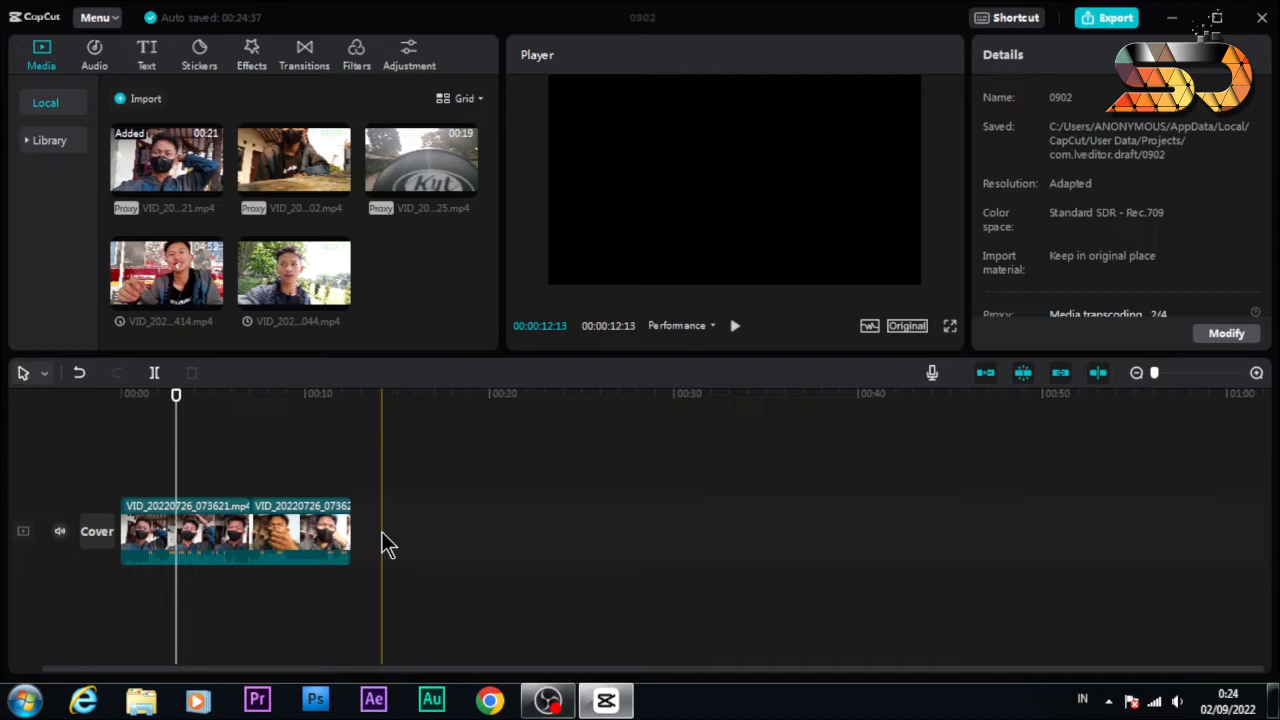 CapCut
Menu
Auto saved: 00:24:37
0902
Shortcut
Export
Media
Audio
Text
Stickers
Effects
Transitions
Filters
Adjustment
Player
Details
Local
Library
Import
Grid
Added 00:21
00:19
Proxy VID_20...21.mp4
Proxy VID_20...02.mp4
Proxy VID_20...25.mp4
Kyt
04:52
VID_202...414.mp4
VID_202...044.mp4
00:00:12:13 00:00:12:13 Performance
Original
Name: 0902
Saved: C:/Users/ANONYMOUS/AppData/Local/
CapCut/User Data/Projects/
com.lveditor.draft/0902
Resolution: Adapted
Color space: Standard SDR - Rec.709
Import material: Keep in original place
Proxy: Media transcoding 2/4
Modify
00:00 00:10 00:20 00:30 00:40 00:50 01:00
VID_20220726_073621.mp4 VID_20220726_07362
Cover
Pr Ps Ae Au
IN
0:24
02/09/2022